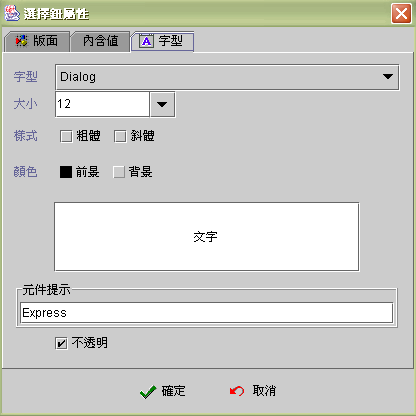 選擇鈕屬性
版面 內含值 字型
字型 Dialog
大小 12
樣式 粗體 斜體
顏色 前景 背景
文字
元件提示
Express
不透明
確定 取消